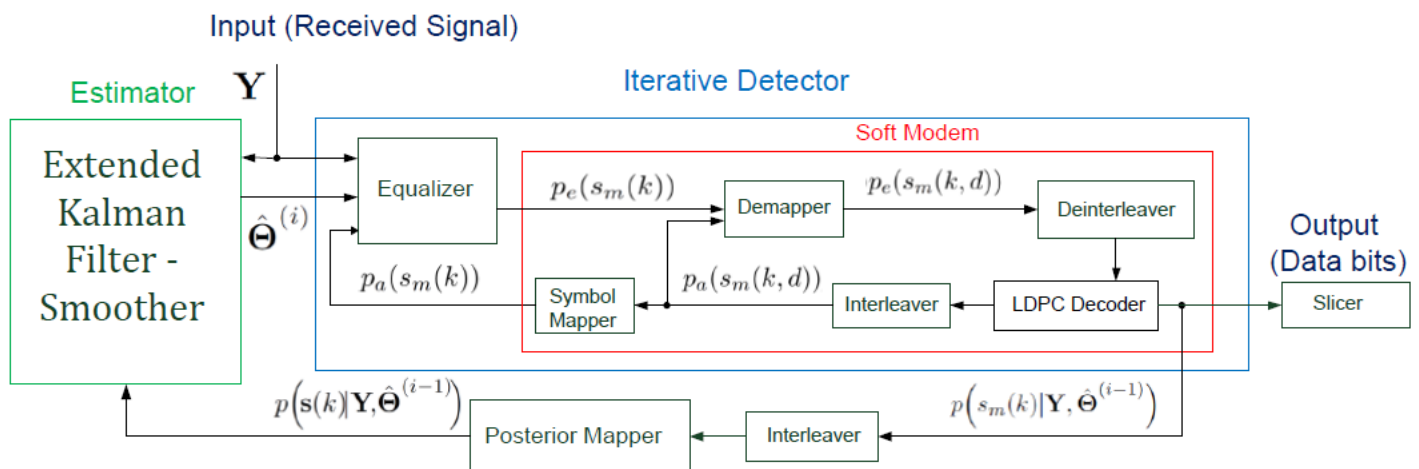 Input (Received Signal)
Estimator
Y
Iterative Detector
Soft Modem
Extended
Kalman
Filter -
Smoother
Θ̂^(i)
Equalizer
p_e(s_m(k))
Demapper
p_e(s_m(k, d))
Deinterleaver
Output
(Data bits)
p_a(s_m(k))
Symbol
Mapper
p_a(s_m(k, d))
Interleaver
LDPC Decoder
Slicer
p(s(k)|Y,Θ̂^(i−1))
Posterior Mapper
Interleaver
p(s_m(k)|Y, Θ̂^(i−1))